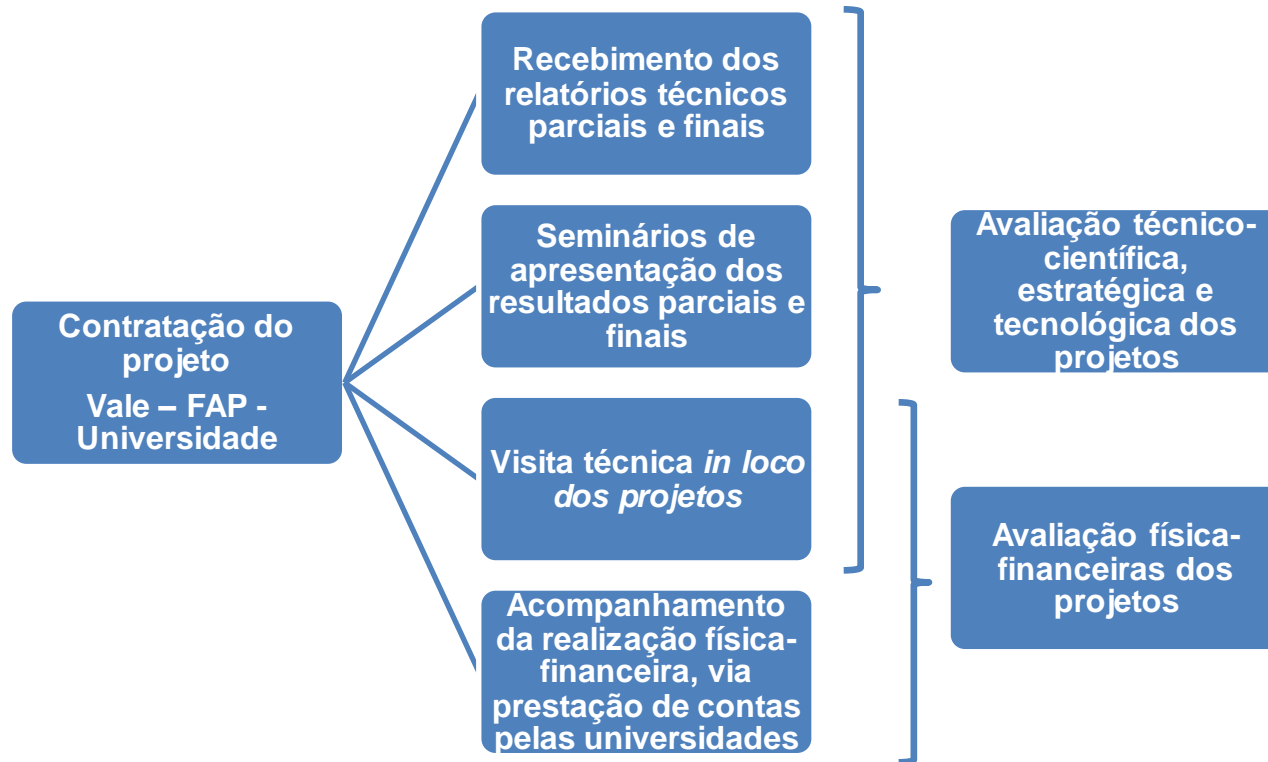 Contratação do
projeto
Vale – FAP -
Universidade
Recebimento dos
relatórios técnicos
parciais e finais
Seminários de
apresentação dos
resultados parciais e
finais
Visita técnica in loco
dos projetos
Acompanhamento
da realização física-
financeira, via
prestação de contas
pelas universidades
Avaliação técnico-
científica,
estratégica e
tecnológica dos
projetos
Avaliação física-
financeiras dos
projetos